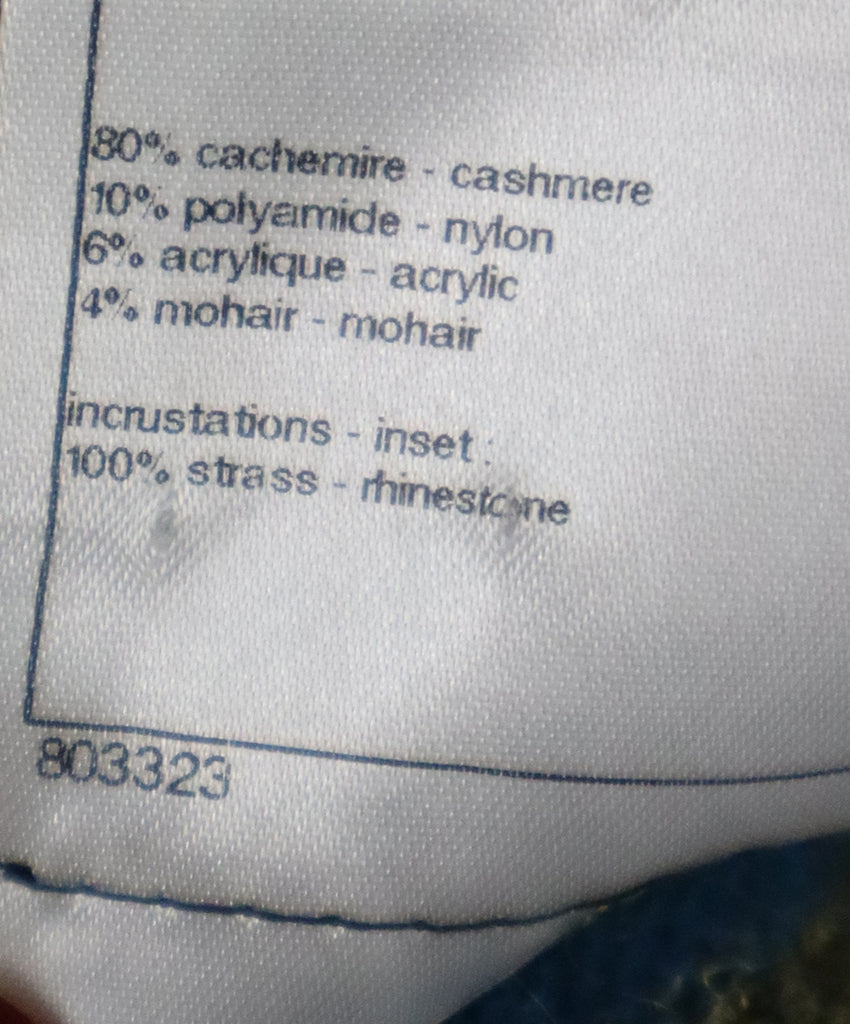 80% cachemire - cashmere
10% polyamide - nylon
6% acrylique - acrylic
4% mohair - mohair
incrustations - inset :
100% strass - rhinestone
803323